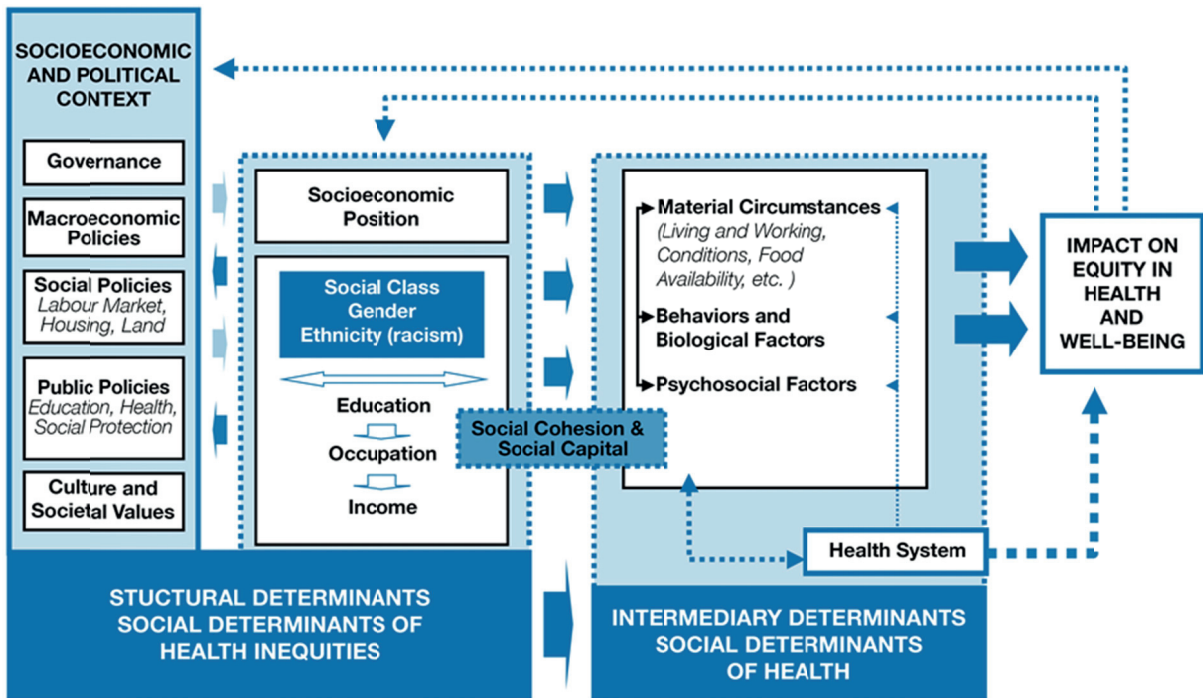 SOCIOECONOMIC
AND POLITICAL
CONTEXT
Governance
Macroeconomic
Policies
Social Policies
Labour Market,
Housing, Land
Public Policies
Education, Health,
Social Protection
Culture and
Societal Values
Socioeconomic
Position
Social Class
Gender
Ethnicity (racism)
Education
Occupation
Income
Social Cohesion &
Social Capital
Material Circumstances
(Living and Working,
Conditions, Food
Availability, etc. )
Behaviors and
Biological Factors
Psychosocial Factors
Health System
IMPACT ON
EQUITY IN
HEALTH
AND
WELL-BEING
STUCTURAL DETERMINANTS
SOCIAL DETERMINANTS OF
HEALTH INEQUITIES
INTERMEDIARY DETERMINANTS
SOCIAL DETERMINANTS
OF HEALTH